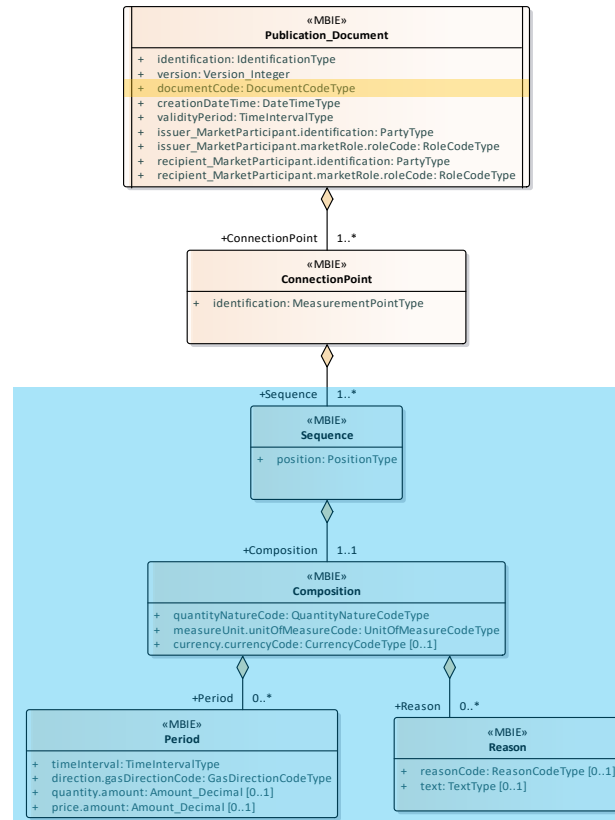 «MBIE»
Publication_Document
+ identification: IdentificationType
+ version: Version_Integer
+ documentCode: DocumentCodeType
+ creationDateTime: DateTimeType
+ validityPeriod: TimeIntervalType
+ issuer_MarketParticipant.identification: PartyType
+ issuer_MarketParticipant.marketRole.roleCode: RoleCodeType
+ recipient_MarketParticipant.identification: PartyType
+ recipient_MarketParticipant.marketRole.roleCode: RoleCodeType
+ConnectionPoint 1..*
«MBIE»
ConnectionPoint
+ identification: MeasurementPointType
+Sequence 1..*
«MBIE»
Sequence
+ position: PositionType
+Composition 1..1
«MBIE»
Composition
+ quantityNatureCode: QuantityNatureCodeType
+ measureUnit.unitOfMeasureCode: UnitOfMeasureCodeType
+ currency.currencyCode: CurrencyCodeType [0..1]
+Period 0..*
«MBIE»
Period
+ timeInterval: TimeIntervalType
+ direction.gasDirectionCode: GasDirectionCodeType
+ quantity.amount: Amount_Decimal [0..1]
+ price.amount: Amount_Decimal [0..1]
+Reason 0..*
«MBIE»
Reason
+ reasonCode: ReasonCodeType [0..1]
+ text: TextType [0..1]